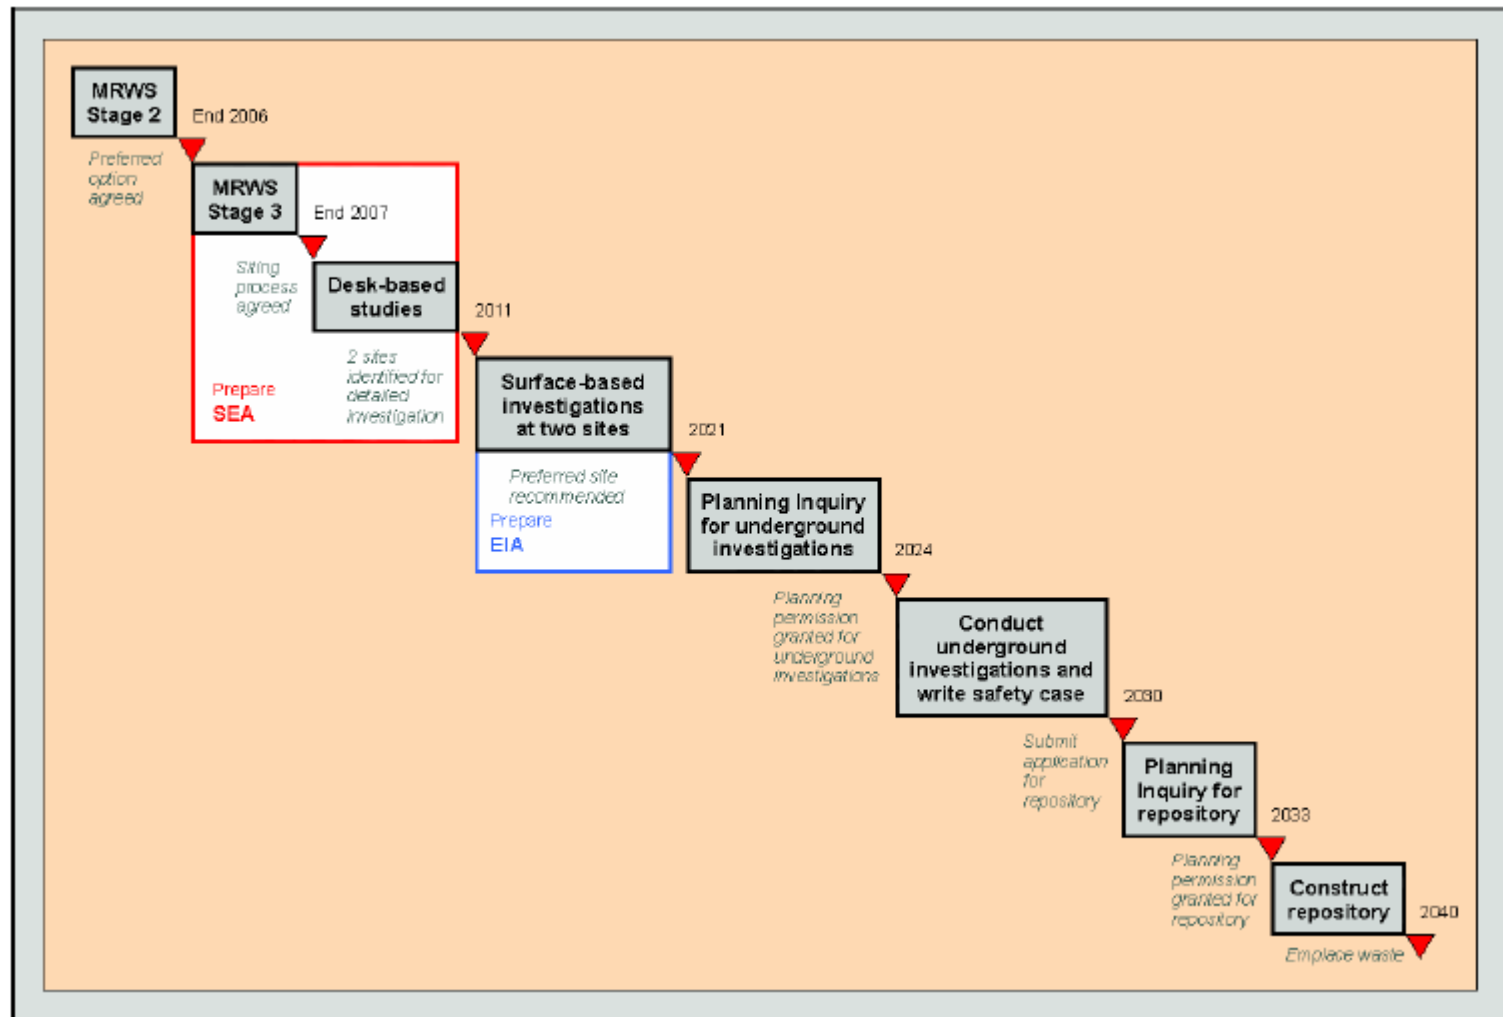 MRWS
Stage 2
End 2006
Preferred
option
agreed
MRWS
Stage 3
End 2007
Siting
process
agreed
Desk-based
studies
2011
Prepare
SEA
2 sites
identified for
detailed
investigation
Surface-based
investigations
at two sites
2021
Preferred site
recommended
Prepare
EIA
Planning Inquiry
for underground
investigations
2024
Planning
permission
granted for
underground
investigations
Conduct
underground
investigations and
write safety case
2030
Submit
application
for
repository
Planning
Inquiry for
repository
2033
Planning
permission
granted for
repository
Construct
repository
2040
Emplace waste